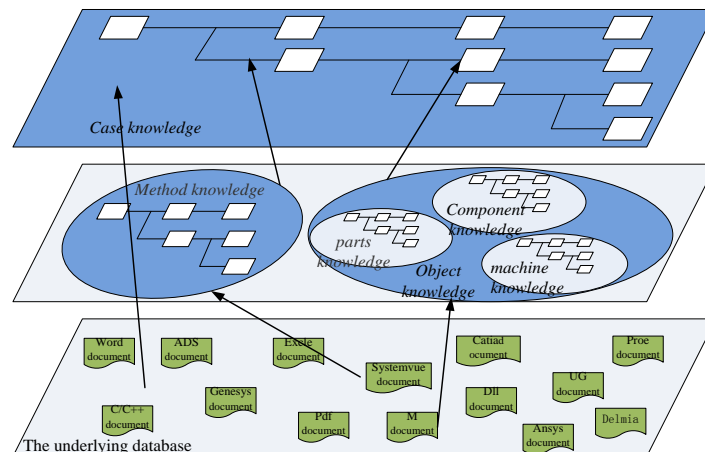 Case knowledge
Method knowledge
Component
knowledge
parts
knowledge
Object
knowledge
machine
knowledge
Word
document
ADS
document
Exele
document
Systemvue
document
Catiad
ocument
Proe
document
C/C++
document
Genesys
document
Pdf
document
M
document
Dll
document
UG
document
Ansys
document
Delmia
The underlying database